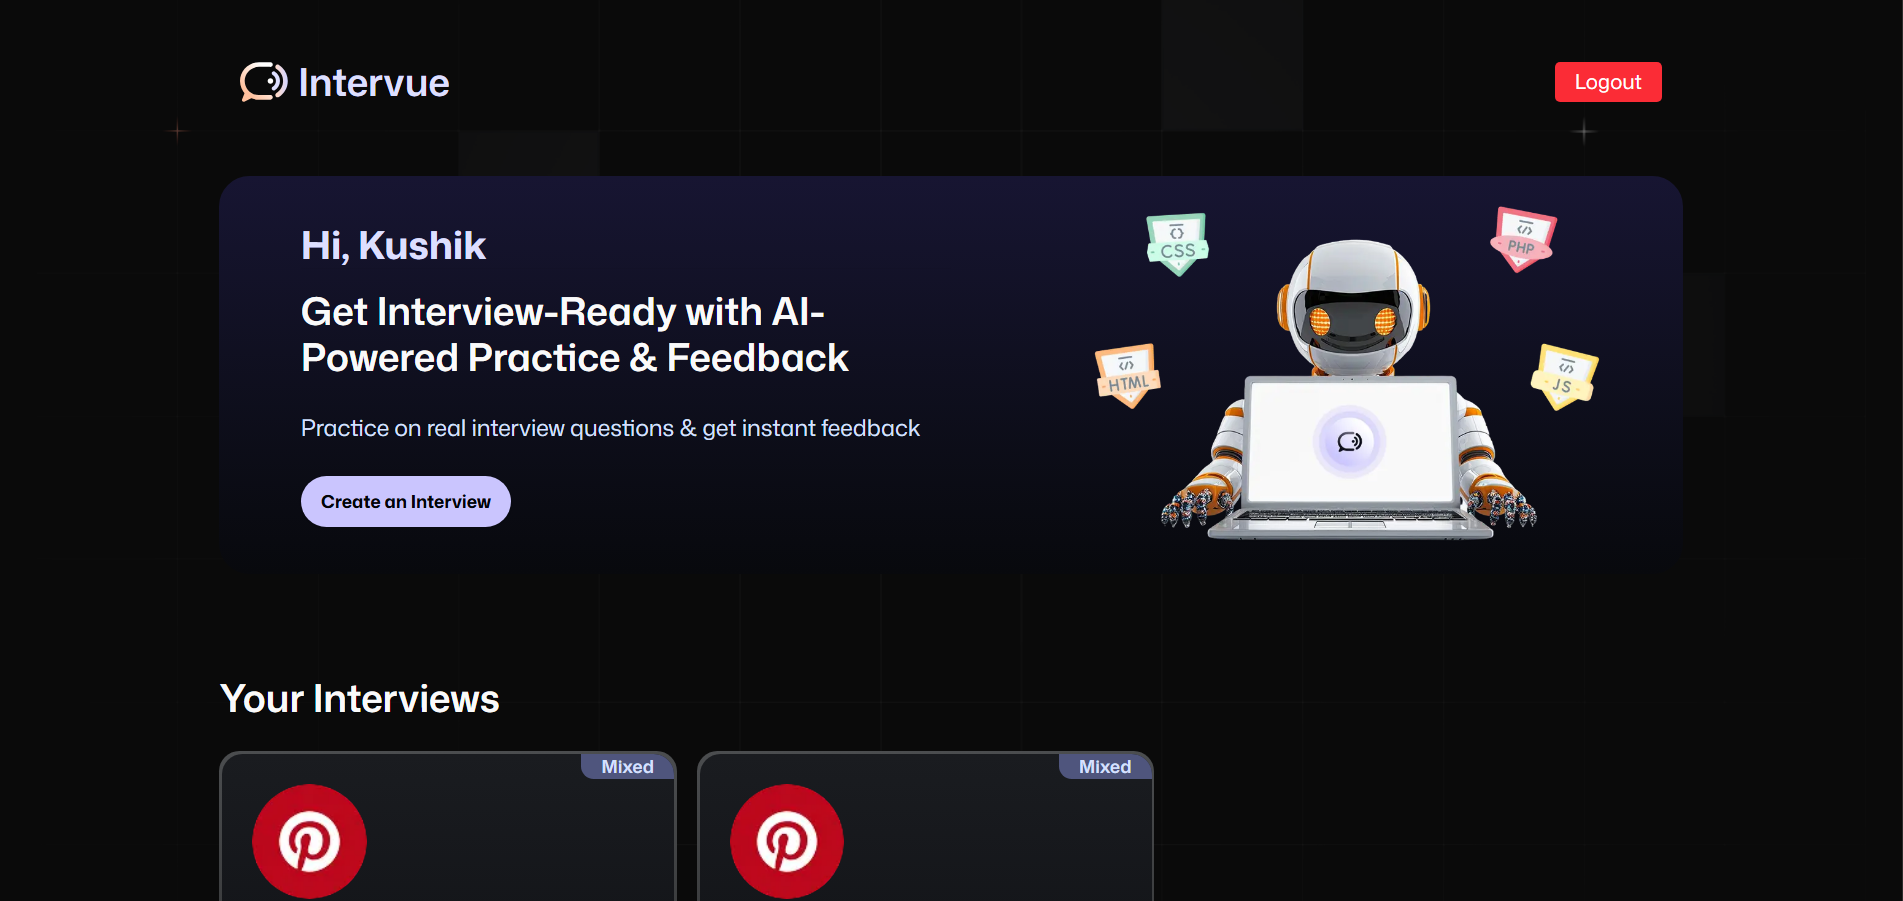 Intervue
Logout
Hi, Kushik
Get Interview-Ready with AI-
Powered Practice & Feedback
Practice on real interview questions & get instant feedback
Create an Interview
CSS
PHP
HTML
JS
Your Interviews
Mixed
Mixed